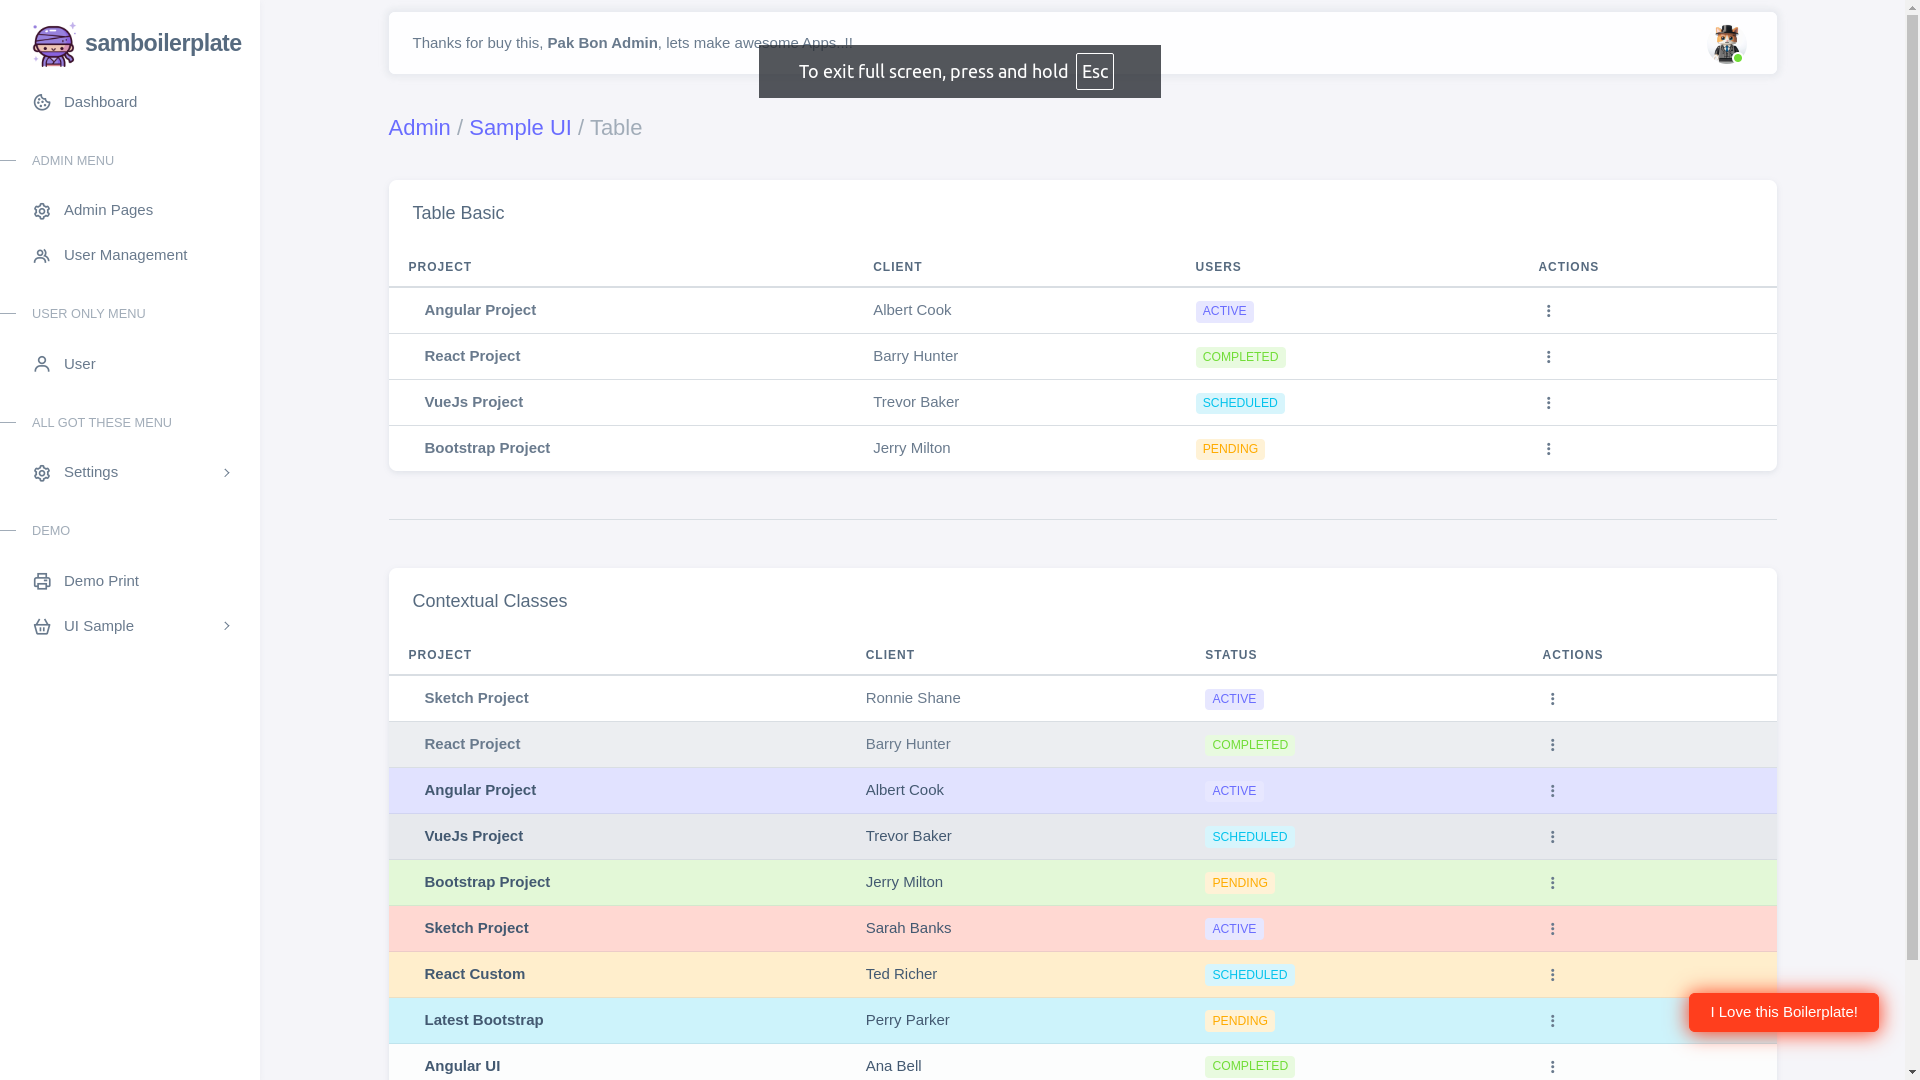 samboilerplate
Thanks for buy this, Pak Bon Admin, lets make awesome Apps..!!
To exit full screen, press and hold Esc
Dashboard
ADMIN MENU
Admin Pages
User Management
USER ONLY MENU
User
ALL GOT THESE MENU
Settings
DEMO
Demo Print
UI Sample
Admin / Sample UI / Table
Table Basic
PROJECT CLIENT USERS ACTIONS
Angular Project Albert Cook ACTIVE
React Project Barry Hunter COMPLETED
VueJs Project Trevor Baker SCHEDULED
Bootstrap Project Jerry Milton PENDING
Contextual Classes
PROJECT CLIENT STATUS ACTIONS
Sketch Project Ronnie Shane ACTIVE
React Project Barry Hunter COMPLETED
Angular Project Albert Cook ACTIVE
VueJs Project Trevor Baker SCHEDULED
Bootstrap Project Jerry Milton PENDING
Sketch Project Sarah Banks ACTIVE
React Custom Ted Richer SCHEDULED
Latest Bootstrap Perry Parker PENDING
Angular UI Ana Bell COMPLETED
I Love this Boilerplate!